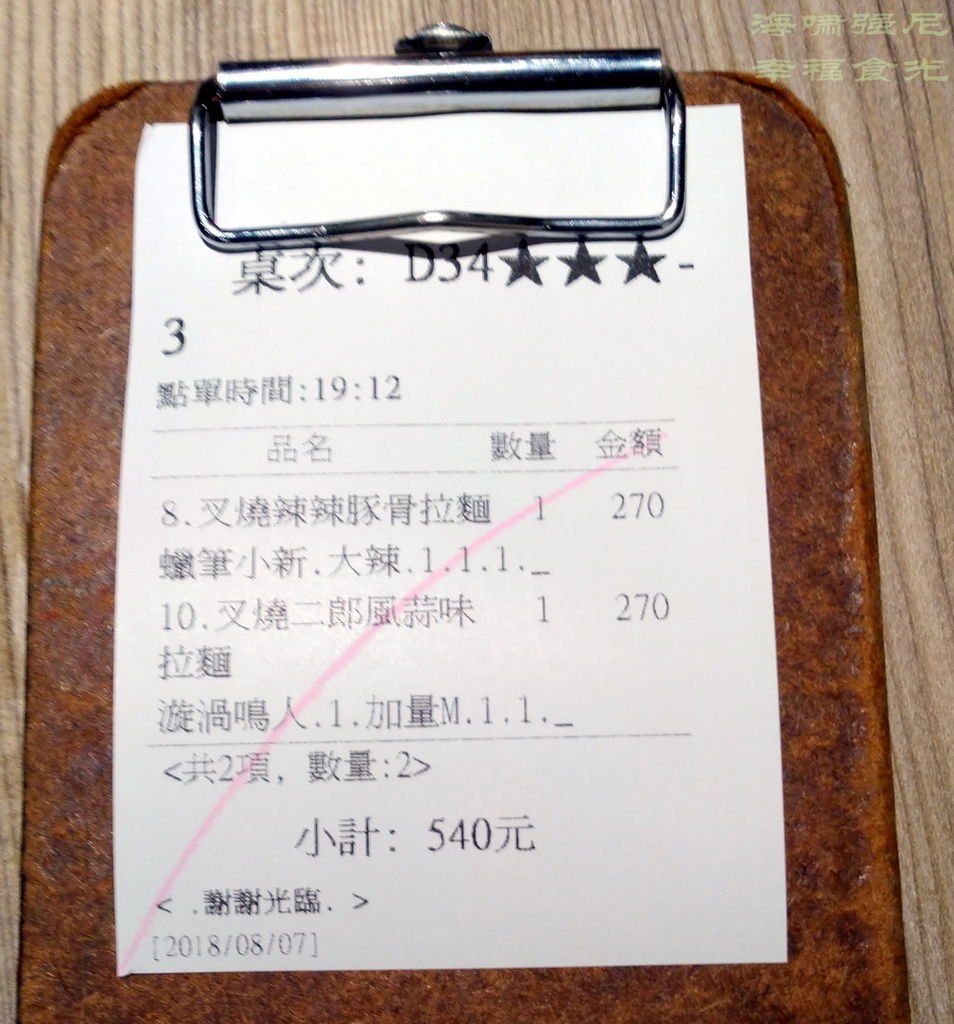 海嘯強尼
幸福食光
桌次: D34★★★-
3
點單時間:19:12
品名 數量 金額
8.叉燒辣辣豚骨拉麵 1 270
蠟筆小新.大辣.1.1.1._
10.叉燒二郎風蒜味 1 270
拉麵
漩渦鳴人.1.加量M.1.1._
<共2項, 數量:2>
小計: 540元
< .謝謝光臨. >
[2018/08/07]